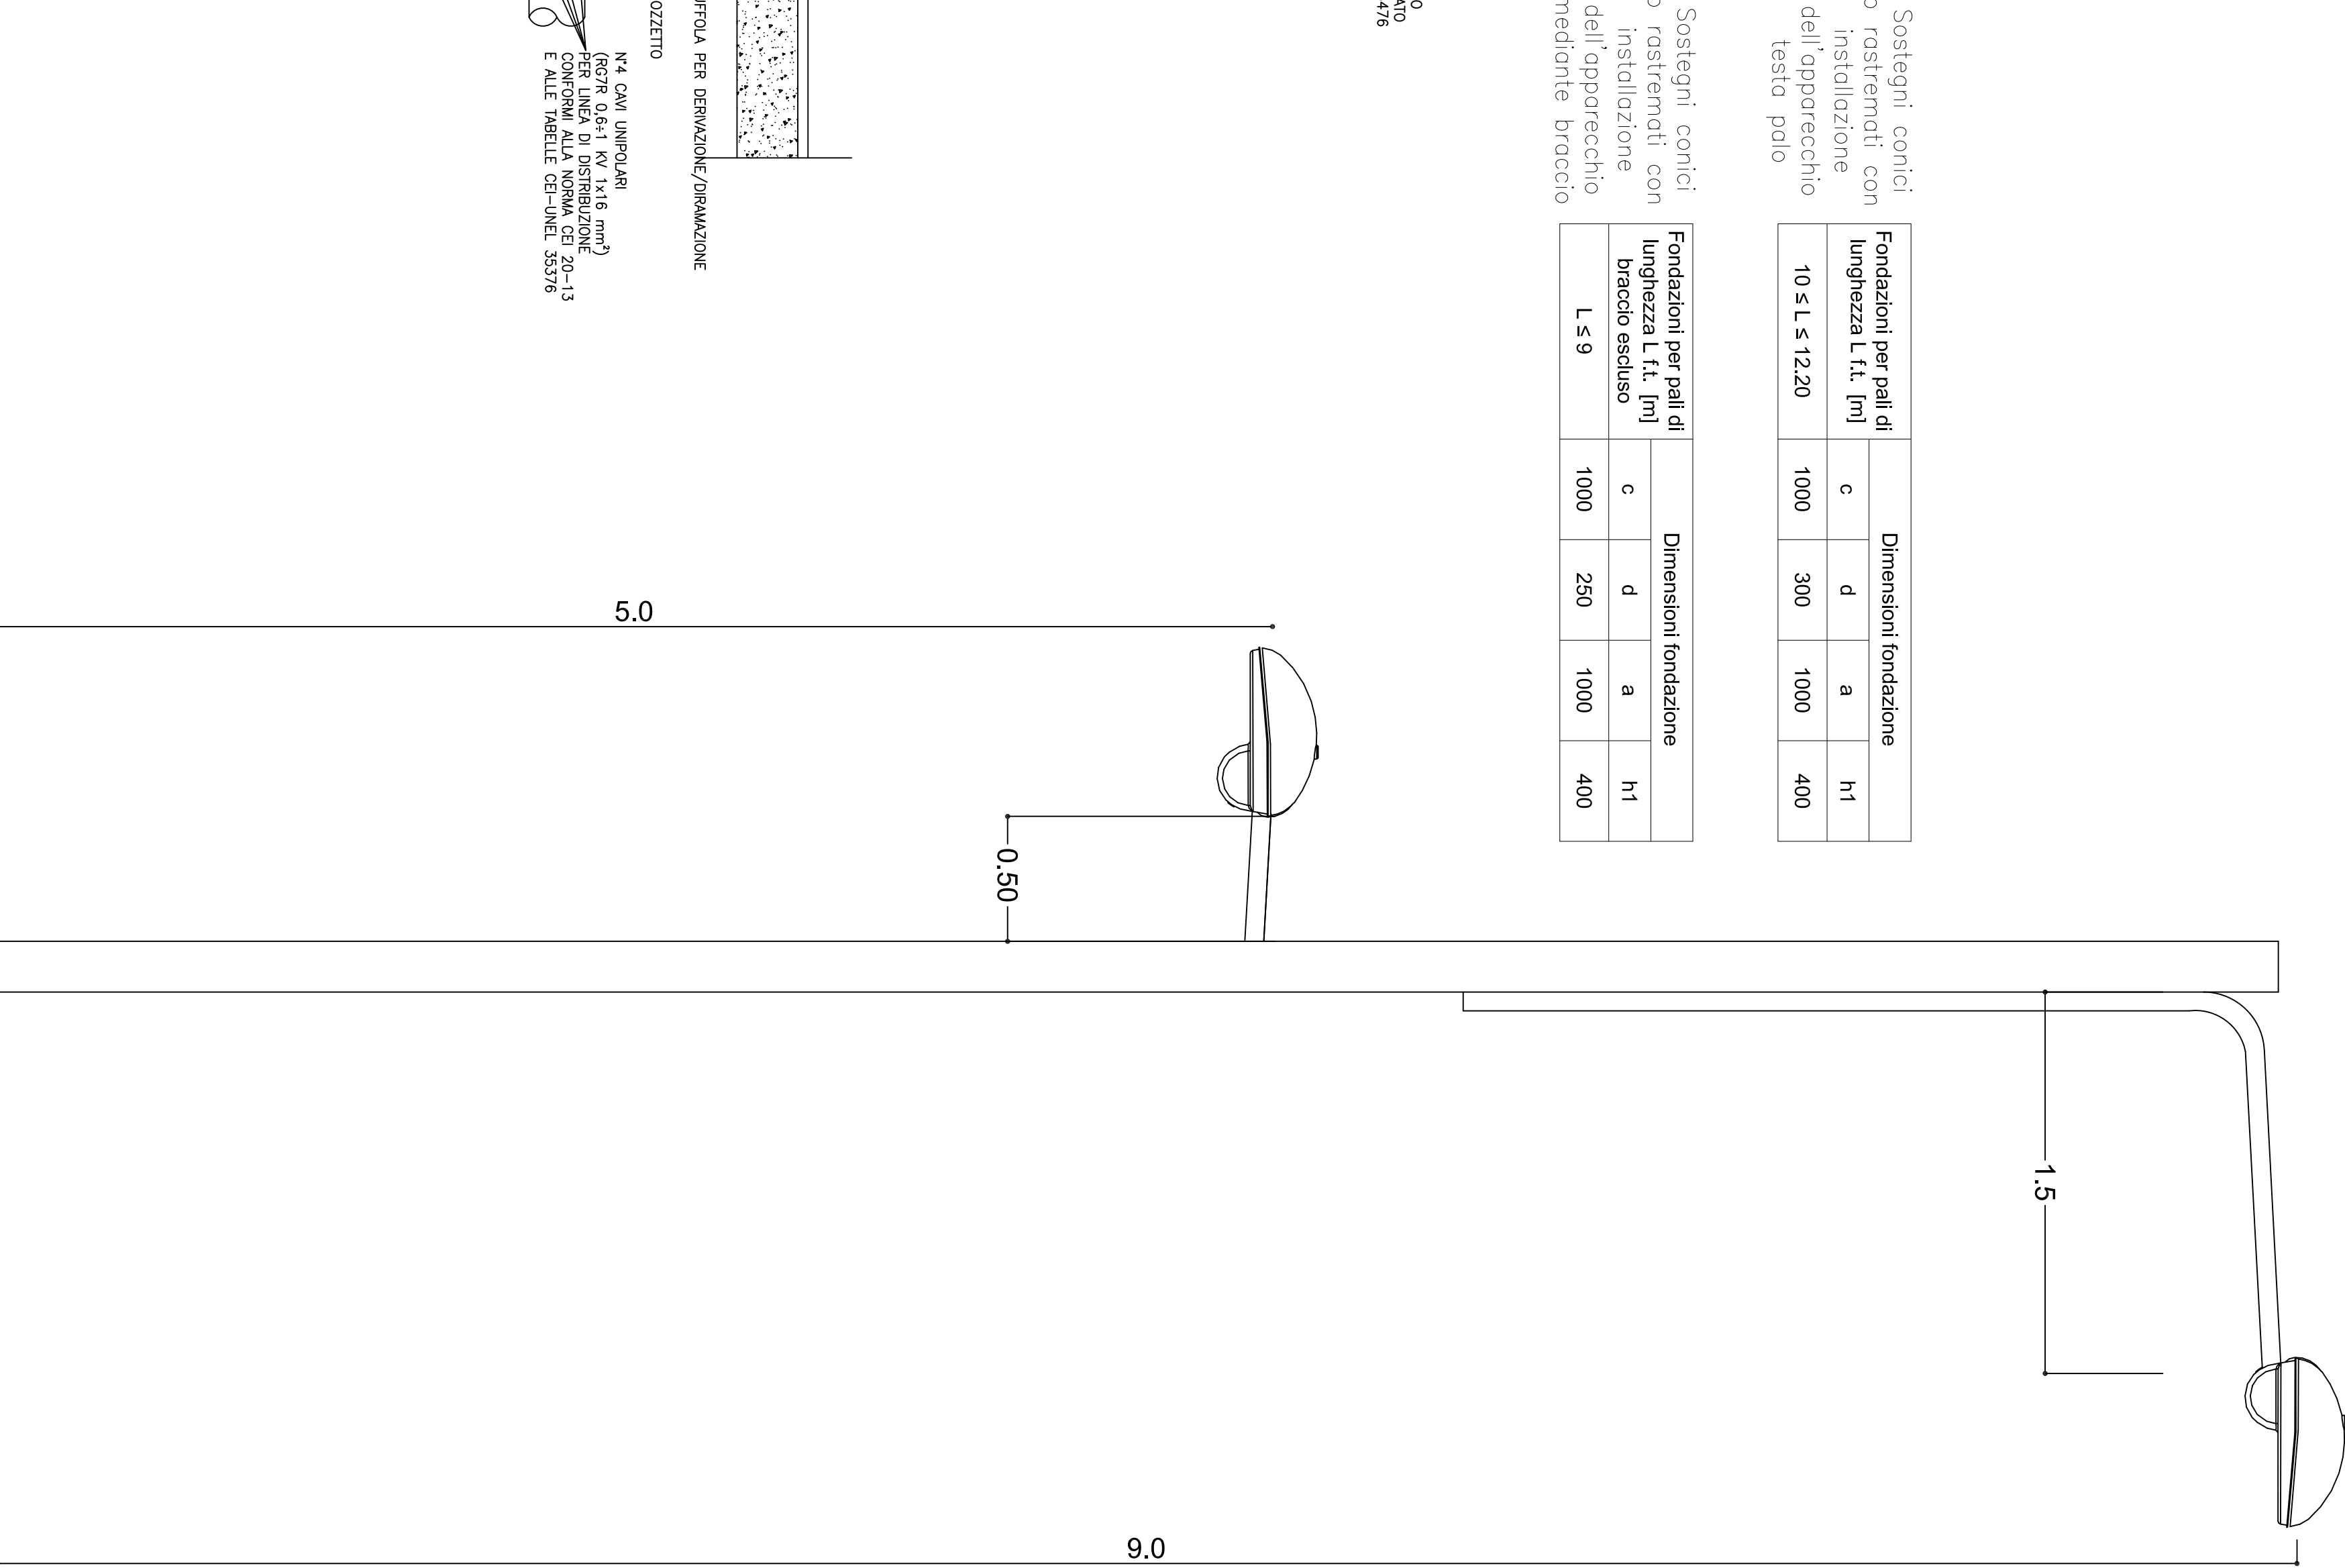 Sostegni conici
o rastremati con
installazione
dell'apparecchio
testa palo
Fondazioni per pali di
lunghezza L f.t. [m]
Dimensioni fondazione
c d a h1
10 ≤ L ≤ 12.20 1000 300 1000 400
Sostegni conici
o rastremati con
installazione
dell'apparecchio
mediante braccio
Fondazioni per pali di
lunghezza L f.t. [m]
braccio escluso
Dimensioni fondazione
c d a h1
L ≤ 9 1000 250 1000 400
O
ATO
476
UFFOLA PER DERIVAZIONE/DIRAMAZIONE
OZZETTO
N°4 CAVI UNIPOLARI
(RG7R 0,6÷1 KV 1x16 mm²)
PER LINEA DI DISTRIBUZIONE
CONFORMI ALLA NORMA CEI 20-13
E ALLE TABELLE CEI-UNEL 35376
5.0
0.50
1.5
9.0